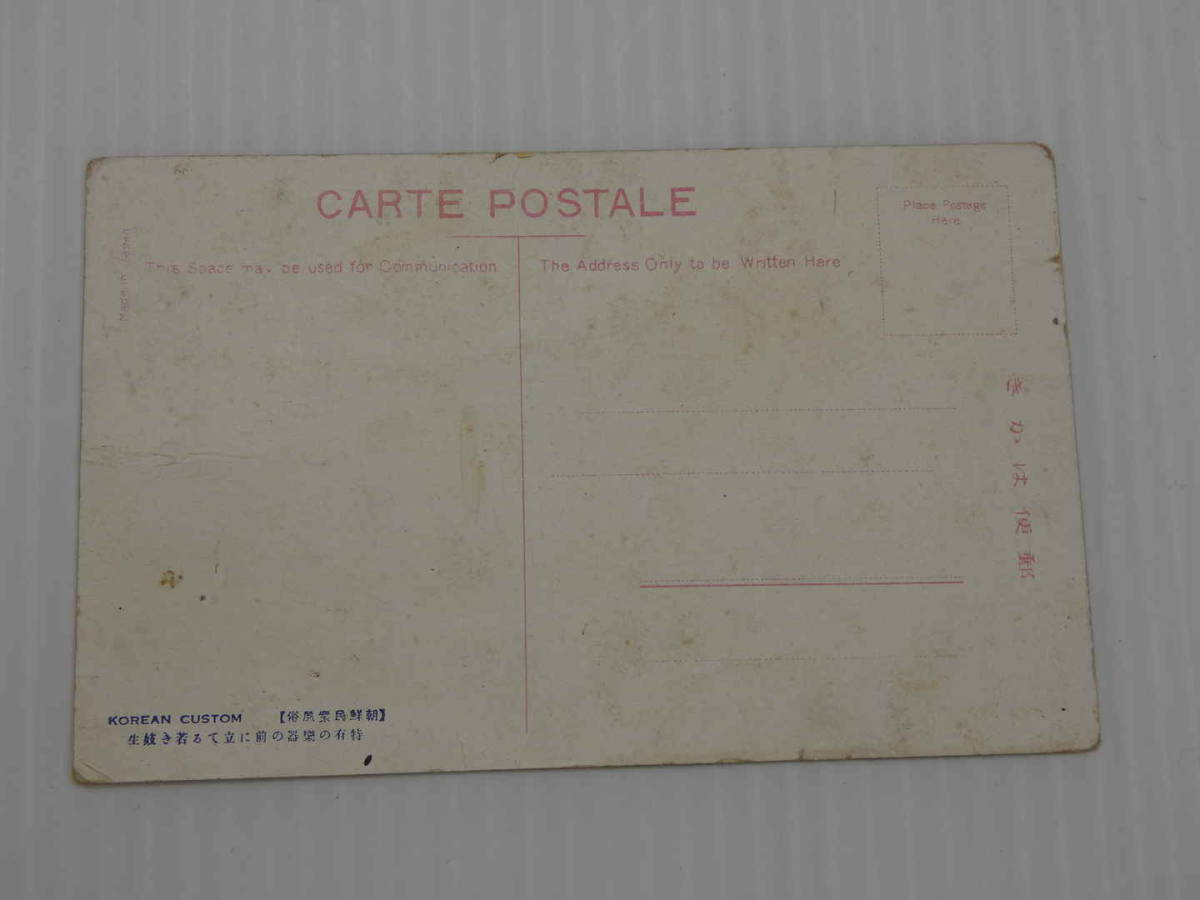 CARTE POSTALE
Place Postage
Here
Made in Japan
This Space may be used for Communication
The Address Only to be Written Here
きかは便郵
KOREAN CUSTOM 【俗風衆民鮮朝】
生妓き若るて立に前の器樂の有特